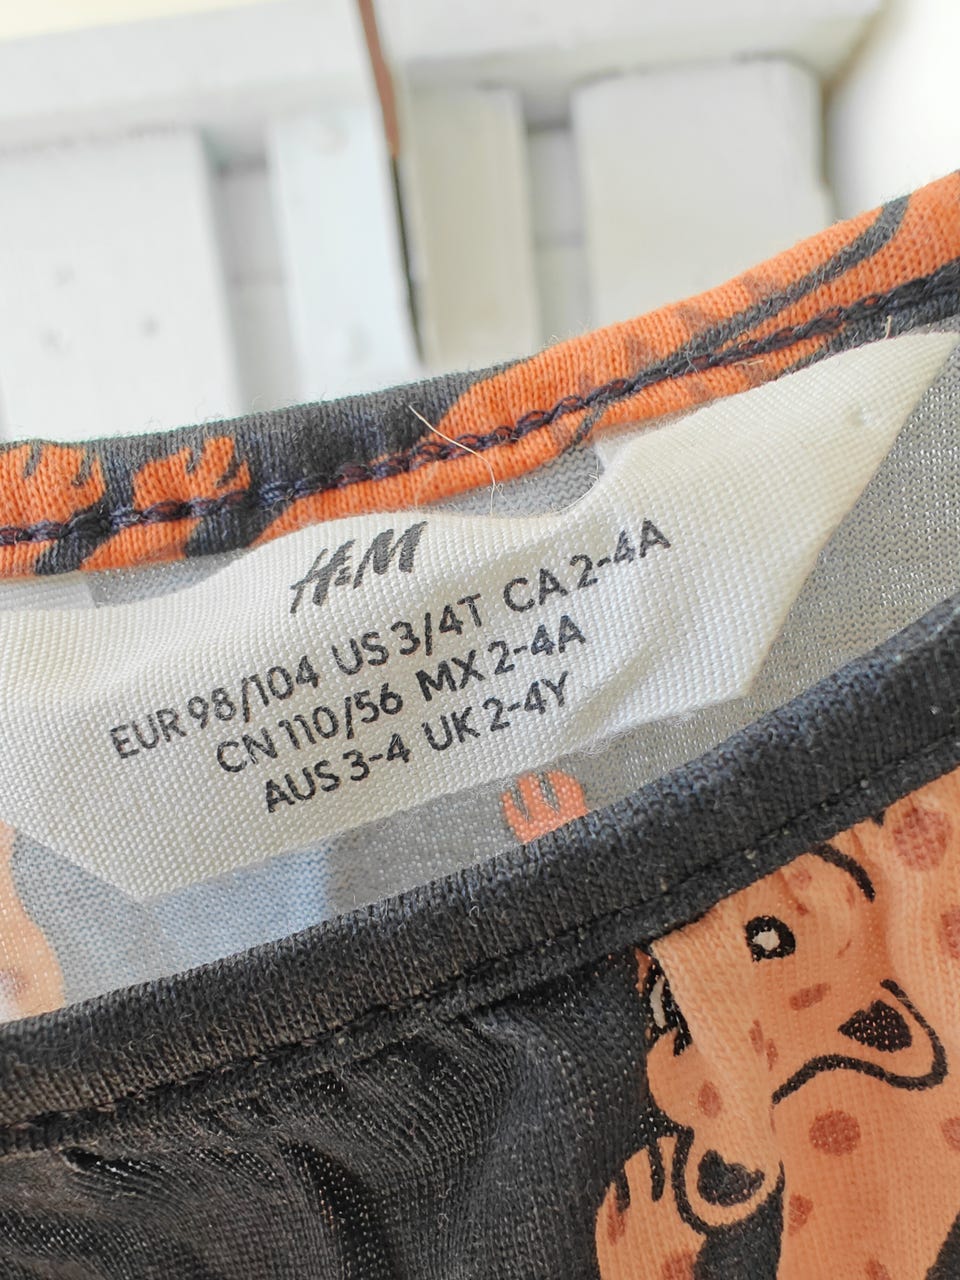 H&M
EUR 98/104 US 3/4T CA 2-4A
CN 110/56 MX 2-4A
AUS 3-4 UK 2-4Y